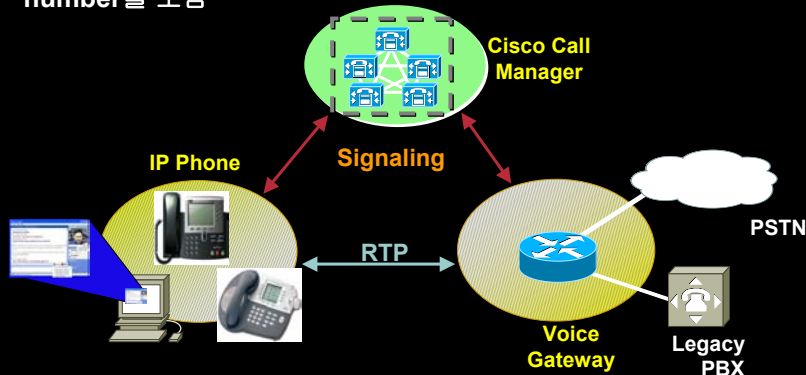 Cisco Call
Manager
IP Phone
Signaling
PSTN
RTP
Voice
Gateway
Legacy
PBX